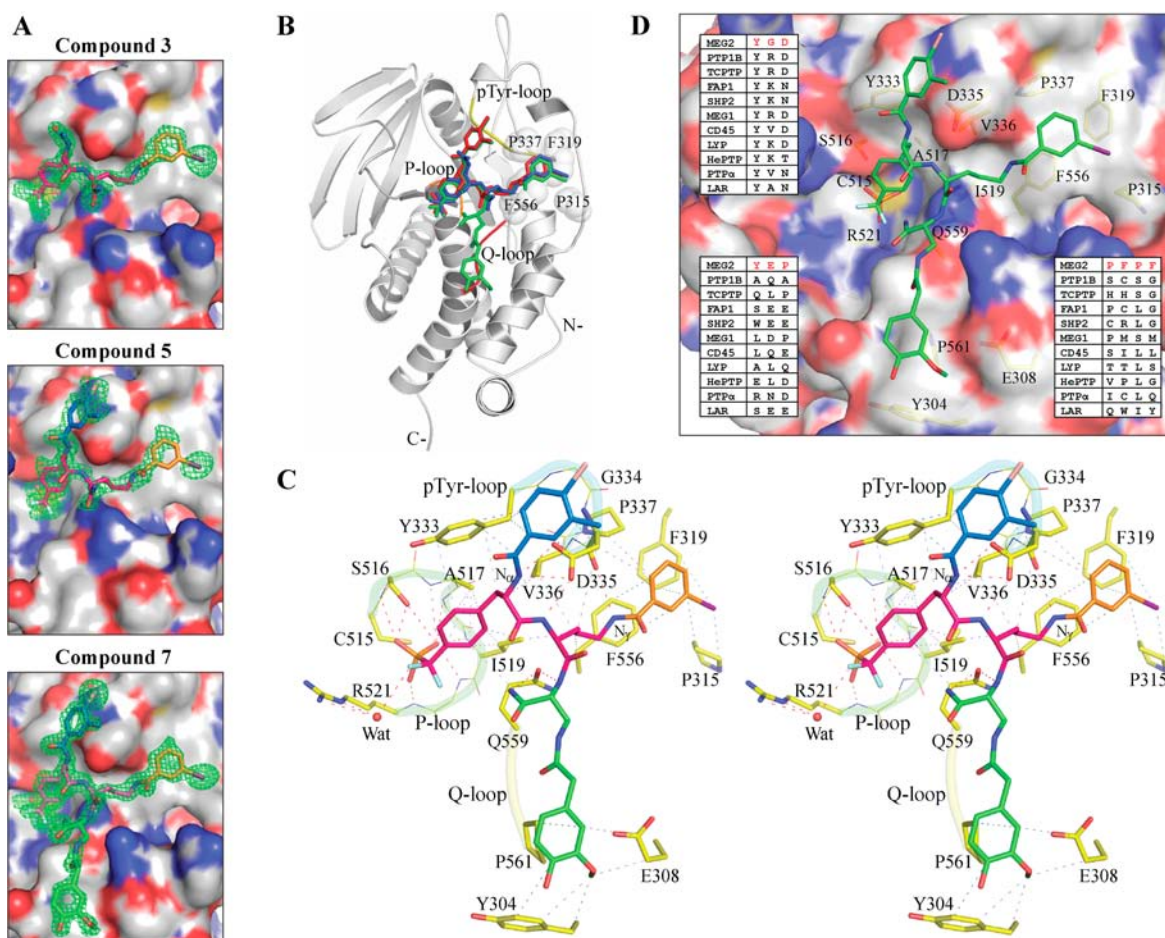 A
Compound 3
Compound 5
Compound 7
B
pTyr-loop
P337 F319
P-loop
F556
P315
Q-loop
N-
C-
D
MEG2 Y G D
PTP1B Y R D
TCPTP Y R D
FAP1 Y K N
SHP2 Y K N
MEG1 Y R D
CD45 Y V D
LYP Y K D
HePTP Y K T
PTPα Y V N
LAR Y A N
Y333
D335
P337
F319
V336
S516
A517
C515
I519
F556
P315
R521
Q559
MEG2 Y E P
PTP1B A Q A
TCPTP Q L P
FAP1 S E E
SHP2 W E E
MEG1 L D P
CD45 L Q E
LYP A L Q
HePTP E L D
PTPα R N D
LAR S E E
P561
E308
Y304
MEG2 P F P F
PTP1B S C S G
TCPTP H H S G
FAP1 P C L G
SHP2 C R L G
MEG1 P M S M
CD45 S I L L
LYP T T L S
HePTP V P L G
PTPα I C L Q
LAR Q W I Y
C
pTyr-loop
G334
P337
Y333
F319
S516
A517
Nα
V336
D335
C515
Nγ
I519
F556
P315
R521
P-loop
Wat
Q559
Q-loop
P561
E308
Y304
pTyr-loop
G334
P337
Y333
F319
S516
A517
Nα
V336
D335
C515
Nγ
I519
F556
P315
R521
P-loop
Wat
Q559
Q-loop
P561
E308
Y304